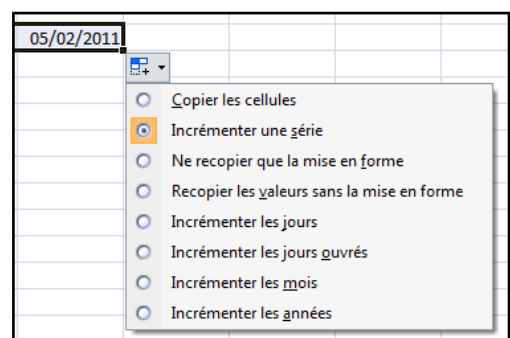 05/02/2011
Copier les cellules
Incrémenter une série
Ne recopier que la mise en forme
Recopier les valeurs sans la mise en forme
Incrémenter les jours
Incrémenter les jours ouvrés
Incrémenter les mois
Incrémenter les années